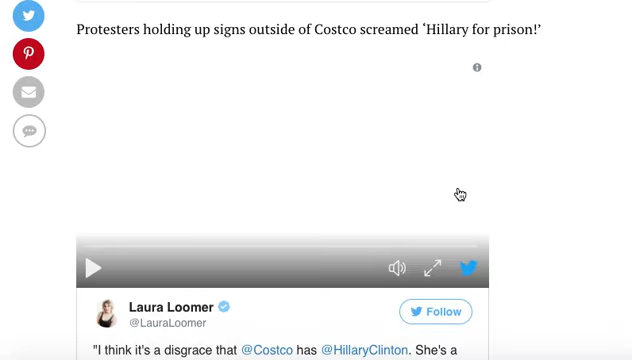 Protesters holding up signs outside of Costco screamed ‘Hillary for prison!’
Laura Loomer
@LauraLoomer
Follow
"I think it's a disgrace that @Costco has @HillaryClinton. She's a